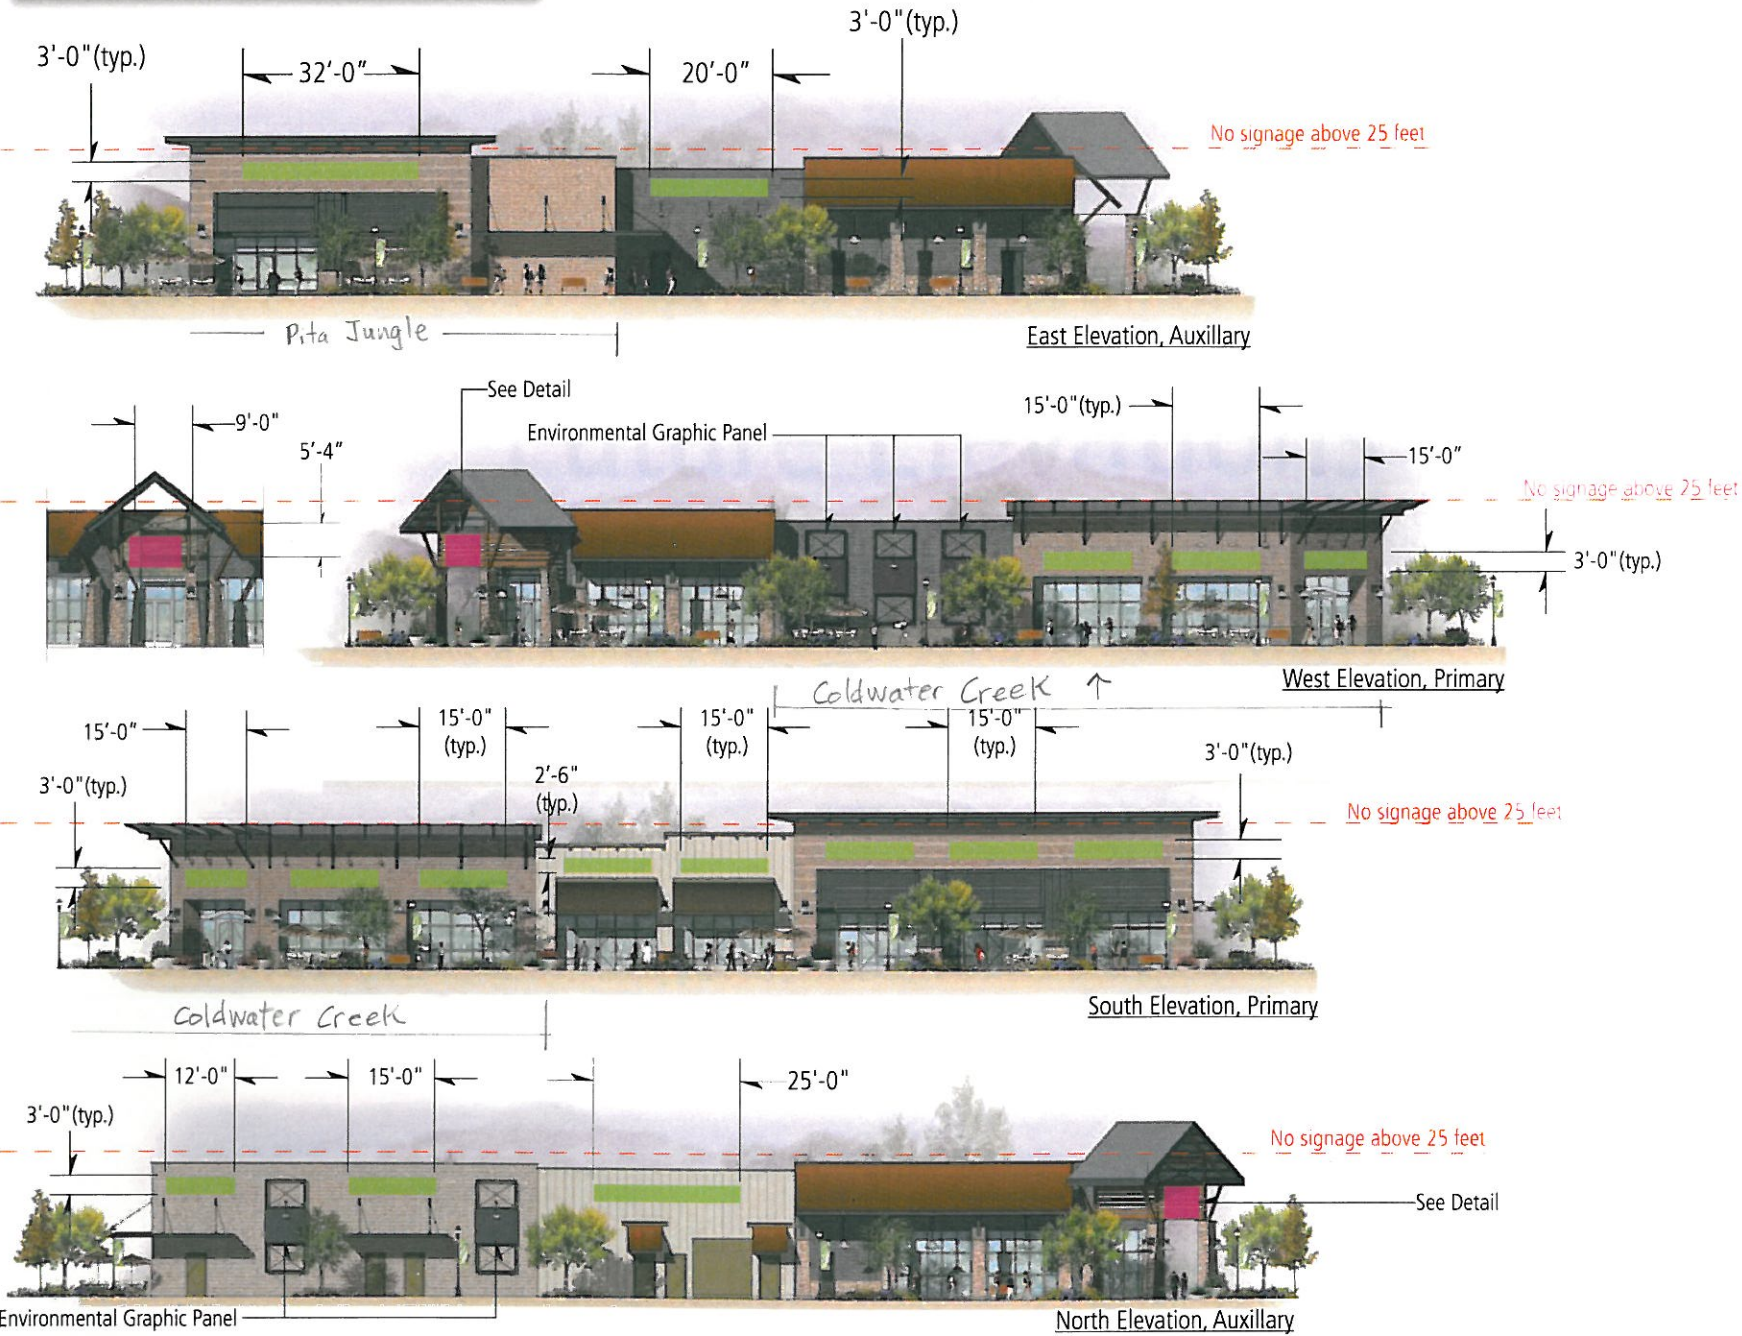 3'-0"(typ.)
3'-0"(typ.)
32'-0"
20'-0"
No signage above 25 feet
Pita Jungle
East Elevation, Auxillary
See Detail
9'-0"
15'-0"(typ.)
Environmental Graphic Panel
5'-4"
15'-0"
No signage above 25 feet
3'-0"(typ.)
West Elevation, Primary
Coldwater Creek ↑
15'-0"
15'-0"
(typ.)
15'-0"
(typ.)
15'-0"
(typ.)
3'-0"(typ.)
2'-6"
(typ.)
3'-0"(typ.)
No signage above 25 feet
South Elevation, Primary
Coldwater Creek
12'-0"
15'-0"
25'-0"
3'-0"(typ.)
No signage above 25 feet
See Detail
Environmental Graphic Panel
North Elevation, Auxillary